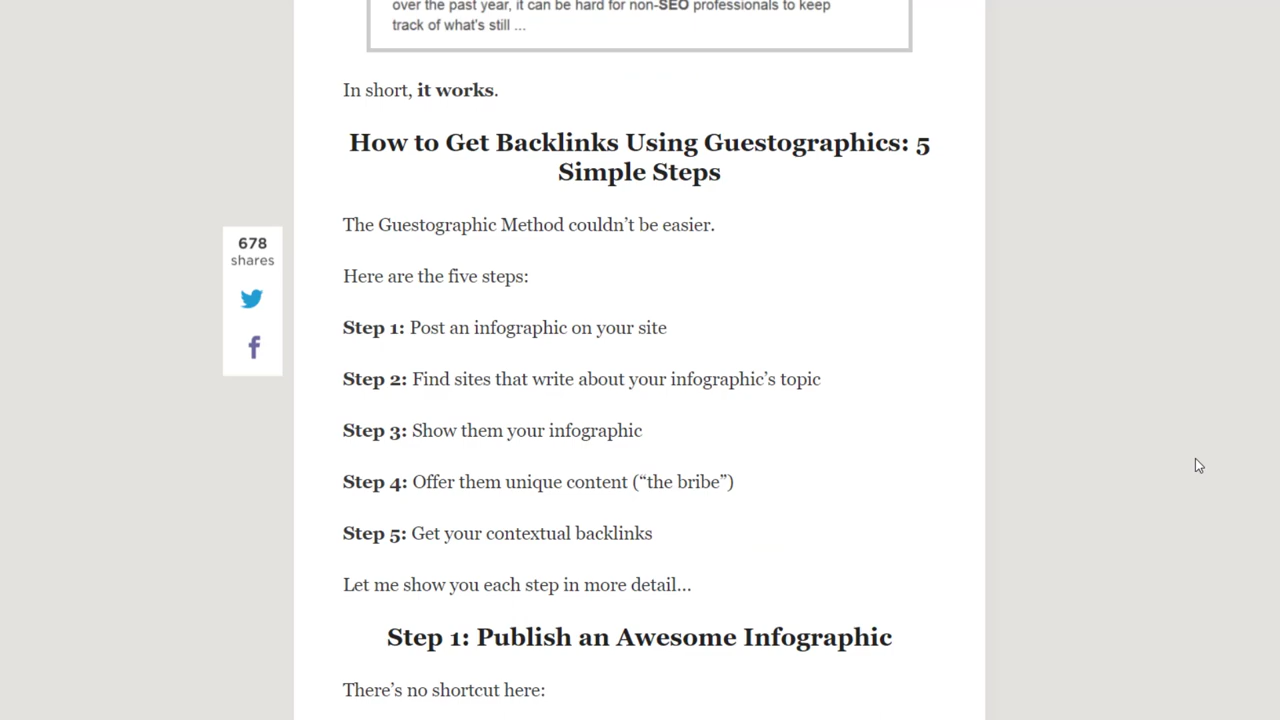 over the past year, it can be hard for non-SEO professionals to keep
track of what's still ...
In short, it works.
How to Get Backlinks Using Guestographics: 5
Simple Steps
The Guestographic Method couldn’t be easier.
Here are the five steps:
678
shares
Step 1: Post an infographic on your site
Step 2: Find sites that write about your infographic’s topic
Step 3: Show them your infographic
Step 4: Offer them unique content (“the bribe”)
Step 5: Get your contextual backlinks
Let me show you each step in more detail…
Step 1: Publish an Awesome Infographic
There’s no shortcut here: